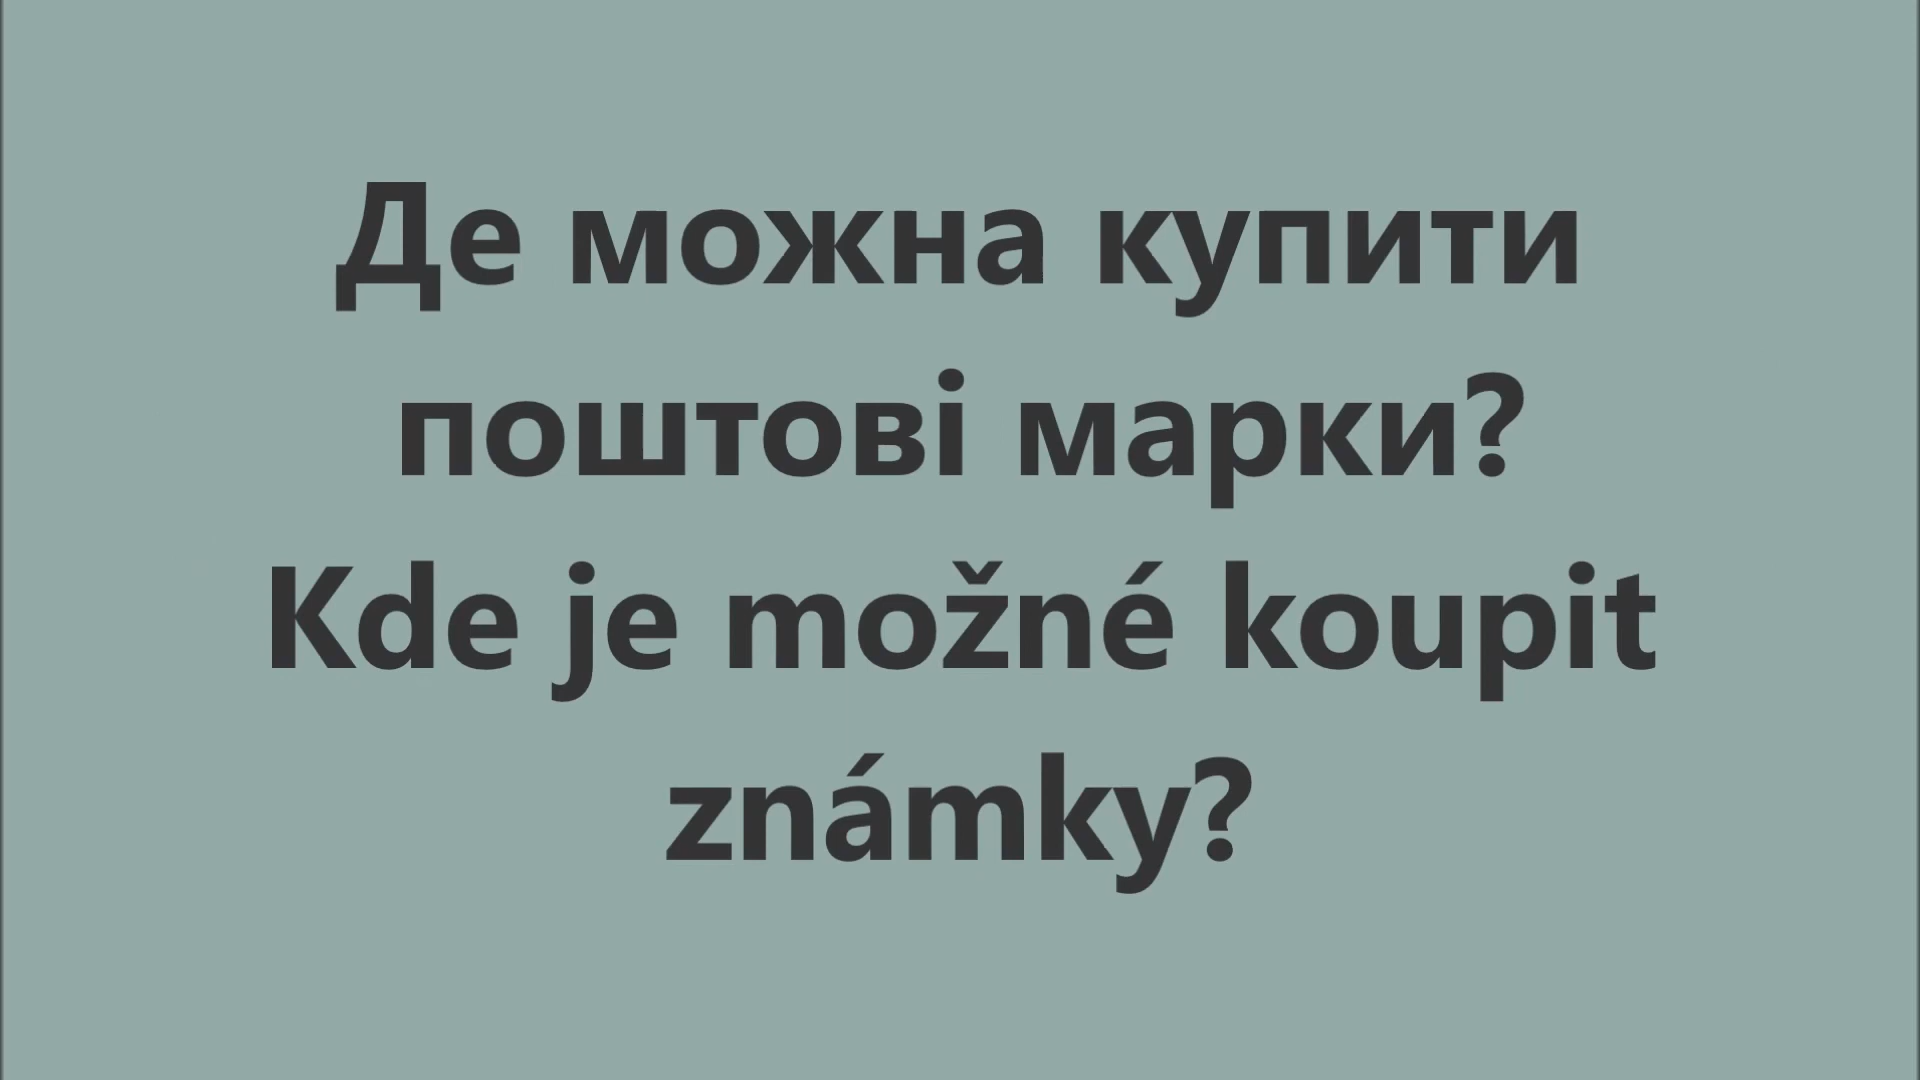 Де можна купити
поштові марки?
Kde je možné koupit
známky?